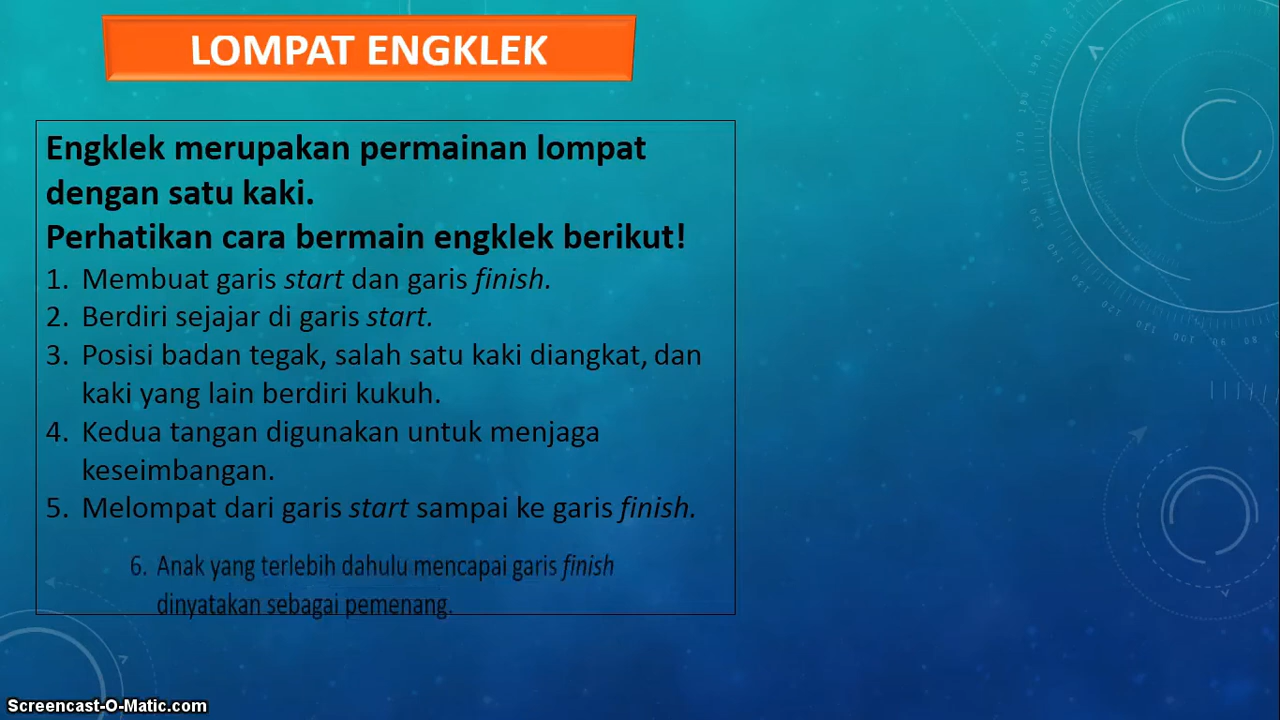 LOMPAT ENGKLEK
Engklek merupakan permainan lompat
dengan satu kaki.
Perhatikan cara bermain engklek berikut!
1. Membuat garis start dan garis finish.
2. Berdiri sejajar di garis start.
3. Posisi badan tegak, salah satu kaki diangkat, dan
kaki yang lain berdiri kukuh.
4. Kedua tangan digunakan untuk menjaga
keseimbangan.
5. Melompat dari garis start sampai ke garis finish.
6. Anak yang terlebih dahulu mencapai garis finish
dinyatakan sebagai pemenang.
Screencast-O-Matic.com